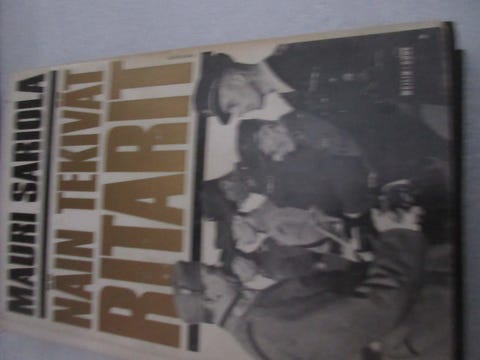 MAURI SARIOLA
NÄIN TEKIVÄT
RITARIT